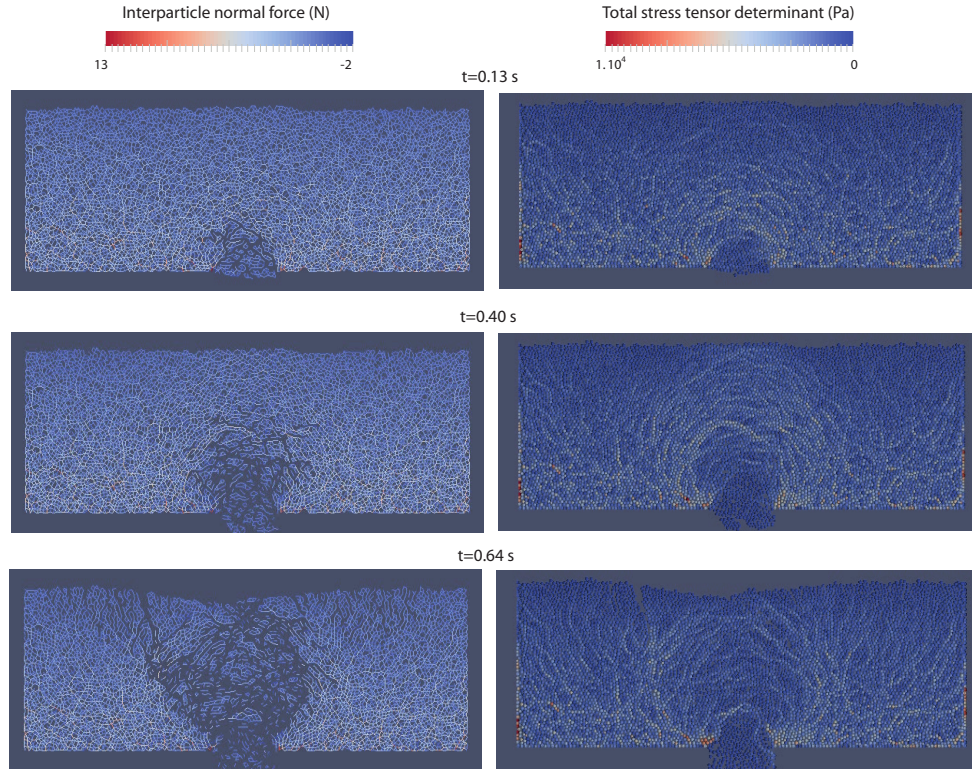 Interparticle normal force (N)
Total stress tensor determinant (Pa)
13
-2
1.10⁴
0
t=0.13 s
t=0.40 s
t=0.64 s